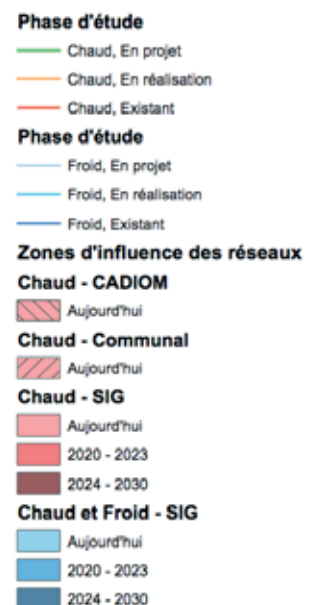 Phase d'étude
Chaud, En projet
Chaud, En réalisation
Chaud, Existant
Phase d'étude
Froid, En projet
Froid, En réalisation
Froid, Existant
Zones d'influence des réseaux
Chaud - CADIOM
Aujourd'hui
Chaud - Communal
Aujourd'hui
Chaud - SIG
Aujourd'hui
2020 - 2023
2024 - 2030
Chaud et Froid - SIG
Aujourd'hui
2020 - 2023
2024 - 2030